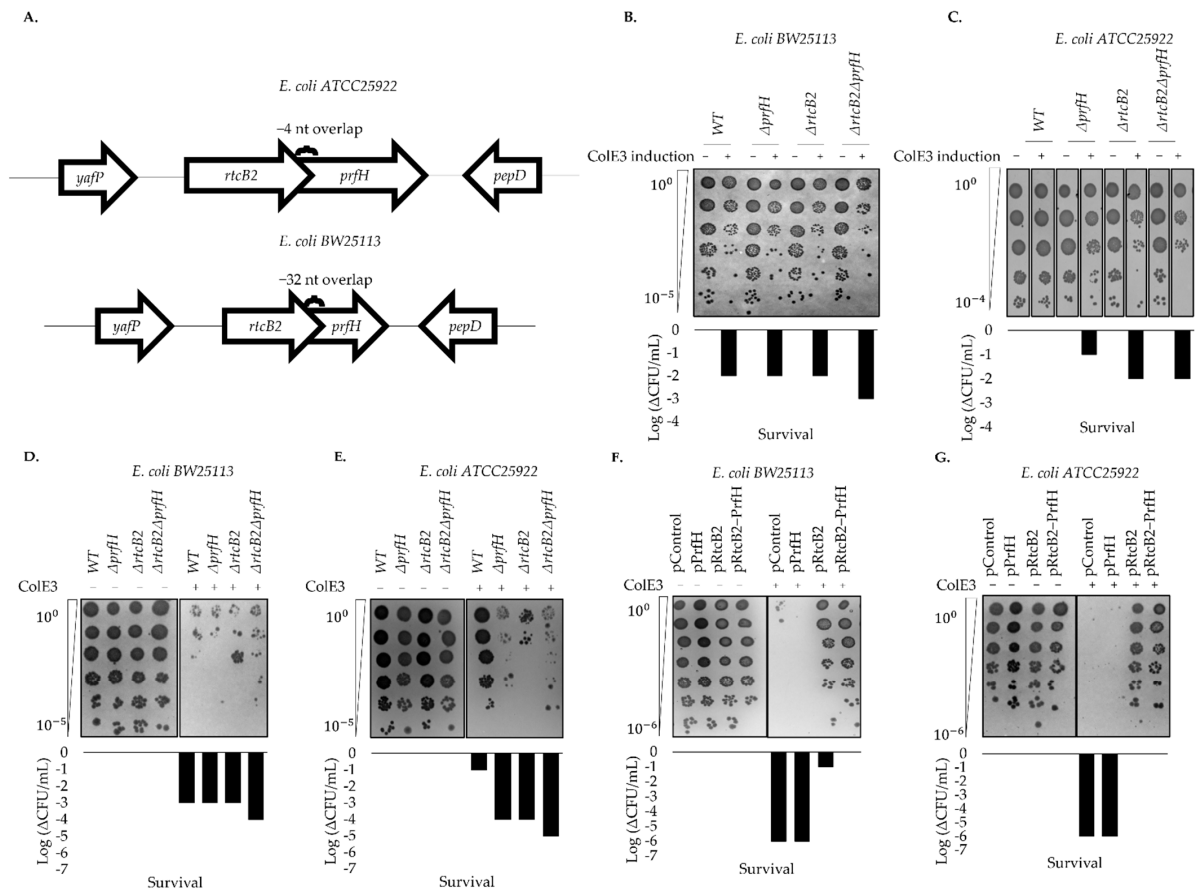 A.
E. coli ATCC25922
−4 nt overlap
yafP
rtcB2
prfH
pepD
E. coli BW25113
−32 nt overlap
yafP
rtcB2
prfH
pepD
B.
E. coli BW25113
WT
ΔprfH
ΔrtcB2
ΔrtcB2ΔprfH
ColE3 induction − + − + − + − +
10⁰
10⁻⁵
Log (ΔCFU/mL)
0
-1
-2
-3
-4
Survival
C.
E. coli ATCC25922
WT
ΔprfH
ΔrtcB2
ΔrtcB2ΔprfH
ColE3 induction − + − + − + − +
10⁰
10⁻⁴
Log (ΔCFU/mL)
0
-1
-2
-3
-4
Survival
D.
E. coli BW25113
WT
ΔprfH
ΔrtcB2
ΔrtcB2ΔprfH
WT
ΔprfH
ΔrtcB2
ΔrtcB2ΔprfH
ColE3 − − − − + + + +
10⁰
10⁻⁵
Log (ΔCFU/mL)
0
-1
-2
-3
-4
-5
-6
-7
Survival
E.
E. coli ATCC25922
WT
ΔprfH
ΔrtcB2
ΔrtcB2ΔprfH
WT
ΔprfH
ΔrtcB2
ΔrtcB2ΔprfH
ColE3 − − − − + + + +
10⁰
10⁻⁵
Log (ΔCFU/mL)
0
-1
-2
-3
-4
-5
-6
-7
Survival
F.
E. coli BW25113
pControl
pPrfH
pRtcB2
pRtcB2−PrfH
pControl
pPrfH
pRtcB2
pRtcB2−PrfH
ColE3 − − − − + + + +
10⁰
10⁻⁶
Log (ΔCFU/mL)
0
-1
-2
-3
-4
-5
-6
-7
Survival
G.
E. coli ATCC25922
pControl
pPrfH
pRtcB2
pRtcB2−PrfH
pControl
pPrfH
pRtcB2
pRtcB2−PrfH
ColE3 − − − − + + + +
10⁰
10⁻⁶
Log (ΔCFU/mL)
0
-1
-2
-3
-4
-5
-6
-7
Survival